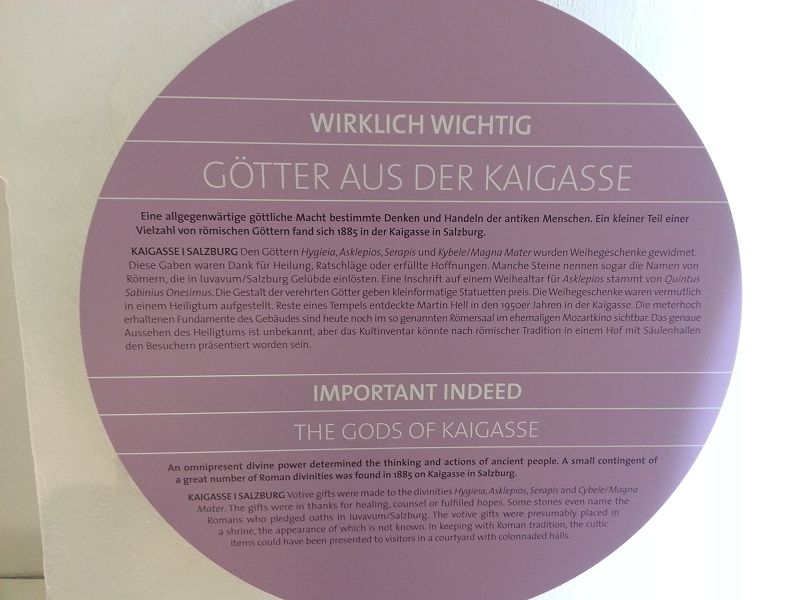 WIRKLICH WICHTIG
GÖTTER AUS DER KAIGASSE
Eine allgegenwärtige göttliche Macht bestimmte Denken und Handeln der antiken Menschen. Ein kleiner Teil einer
Vielzahl von römischen Göttern fand sich 1885 in der Kaigasse in Salzburg.
KAIGASSE I SALZBURG Den Göttern Hygieia, Asklepios, Serapis und Kybele/Magna Mater wurden Weihegeschenke gewidmet.
Diese Gaben waren Dank für Heilung, Ratschläge oder erfüllte Hoffnungen. Manche Steine nennen sogar die Namen von
Römern, die in Iuvavum/Salzburg Gelübde einlösten. Eine Inschrift auf einem Weihealtar für Asklepios stammt von Quintus
Sabinius Onesimus. Die Gestalt der verehrten Götter geben kleinformatige Statuetten preis. Die Weihegeschenke waren vermutlich
in einem Heiligtum aufgestellt. Reste eines Tempels entdeckte Martin Hell in den 1950er Jahren in der Kaigasse. Die meterhoch
erhaltenen Fundamente des Gebäudes sind heute noch im so genannten Römersaal im ehemaligen Mozartkino sichtbar. Das genaue
Aussehen des Heiligtums ist unbekannt, aber das Kultinventar könnte nach römischer Tradition in einem Hof mit Säulenhallen
den Besuchern präsentiert worden sein.
IMPORTANT INDEED
THE GODS OF KAIGASSE
An omnipresent divine power determined the thinking and actions of ancient people. A small contingent of
a great number of Roman divinities was found in 1885 on Kaigasse in Salzburg.
KAIGASSE I SALZBURG Votive gifts were made to the divinities Hygieia, Asklepios, Serapis and Cybele/Magna
Mater. The gifts were in thanks for healing, counsel or fulfilled hopes. Some stones even name the
Romans who pledged oaths in Iuvavum/Salzburg. The votive gifts were presumably placed in
a shrine, the appearance of which is not known. In keeping with Roman tradition, the cultic
items could have been presented to visitors in a courtyard with colonnaded halls.